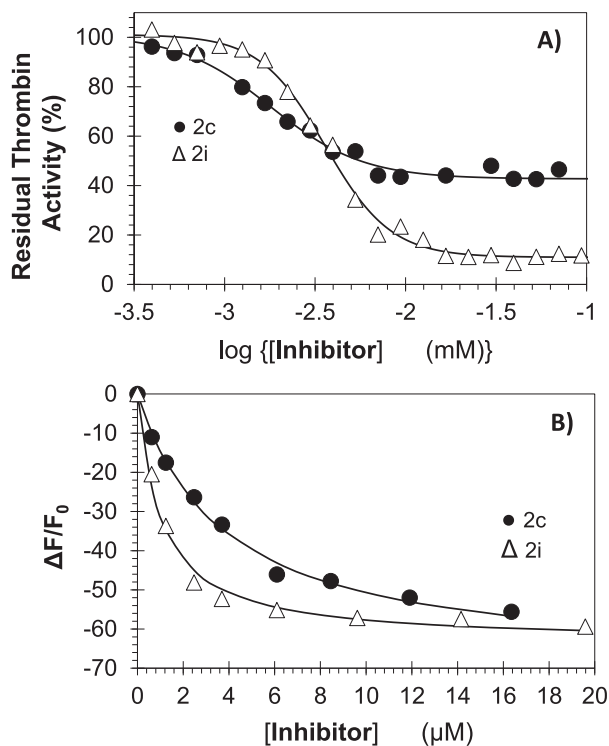 A)
100
80
60
40
20
0
Residual Thrombin
Activity (%)
● 2c
Δ 2i
-3.5 -3 -2.5 -2 -1.5 -1
log {[Inhibitor] (mM)}
B)
0
-10
-20
-30
-40
-50
-60
-70
ΔF/F0
● 2c
Δ 2i
0 2 4 6 8 10 12 14 16 18 20
[Inhibitor] (μM)